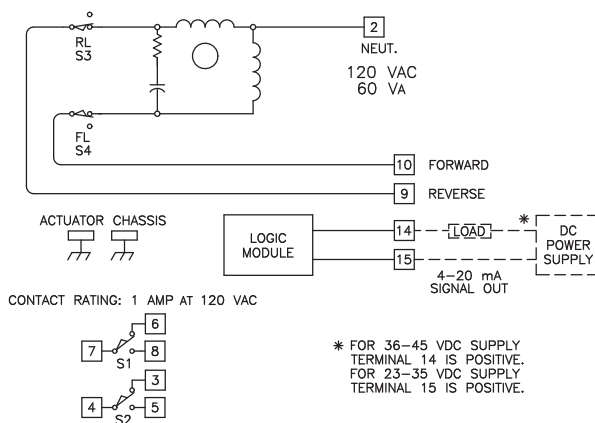 RL
S3
2
NEUT.
120 VAC
60 VA
FL
S4
10 FORWARD
9 REVERSE
ACTUATOR CHASSIS
LOGIC
MODULE
14
LOAD
*
DC
POWER
SUPPLY
15
4-20 mA
SIGNAL OUT
CONTACT RATING: 1 AMP AT 120 VAC
6
7
8
S1
3
4
5
S2
* FOR 36-45 VDC SUPPLY
TERMINAL 14 IS POSITIVE.
FOR 23-35 VDC SUPPLY
TERMINAL 15 IS POSITIVE.